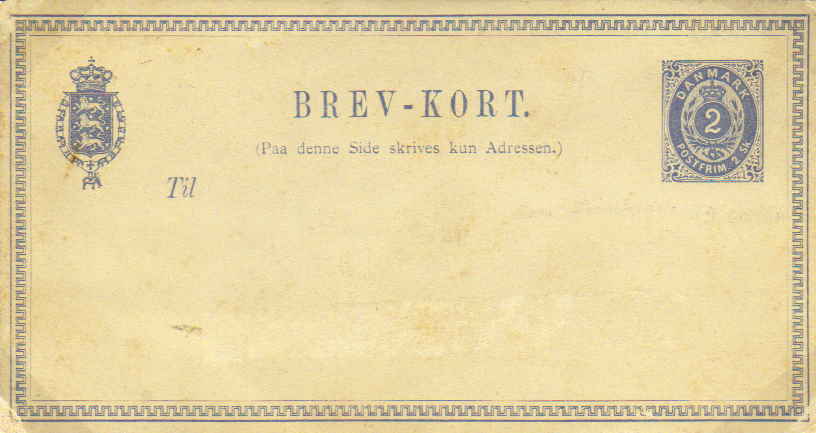 BREV-KORT.
(Paa denne Side skrives kun Adressen.)
DANMARK
2
POSTFRIM. 2 Sk.
Til